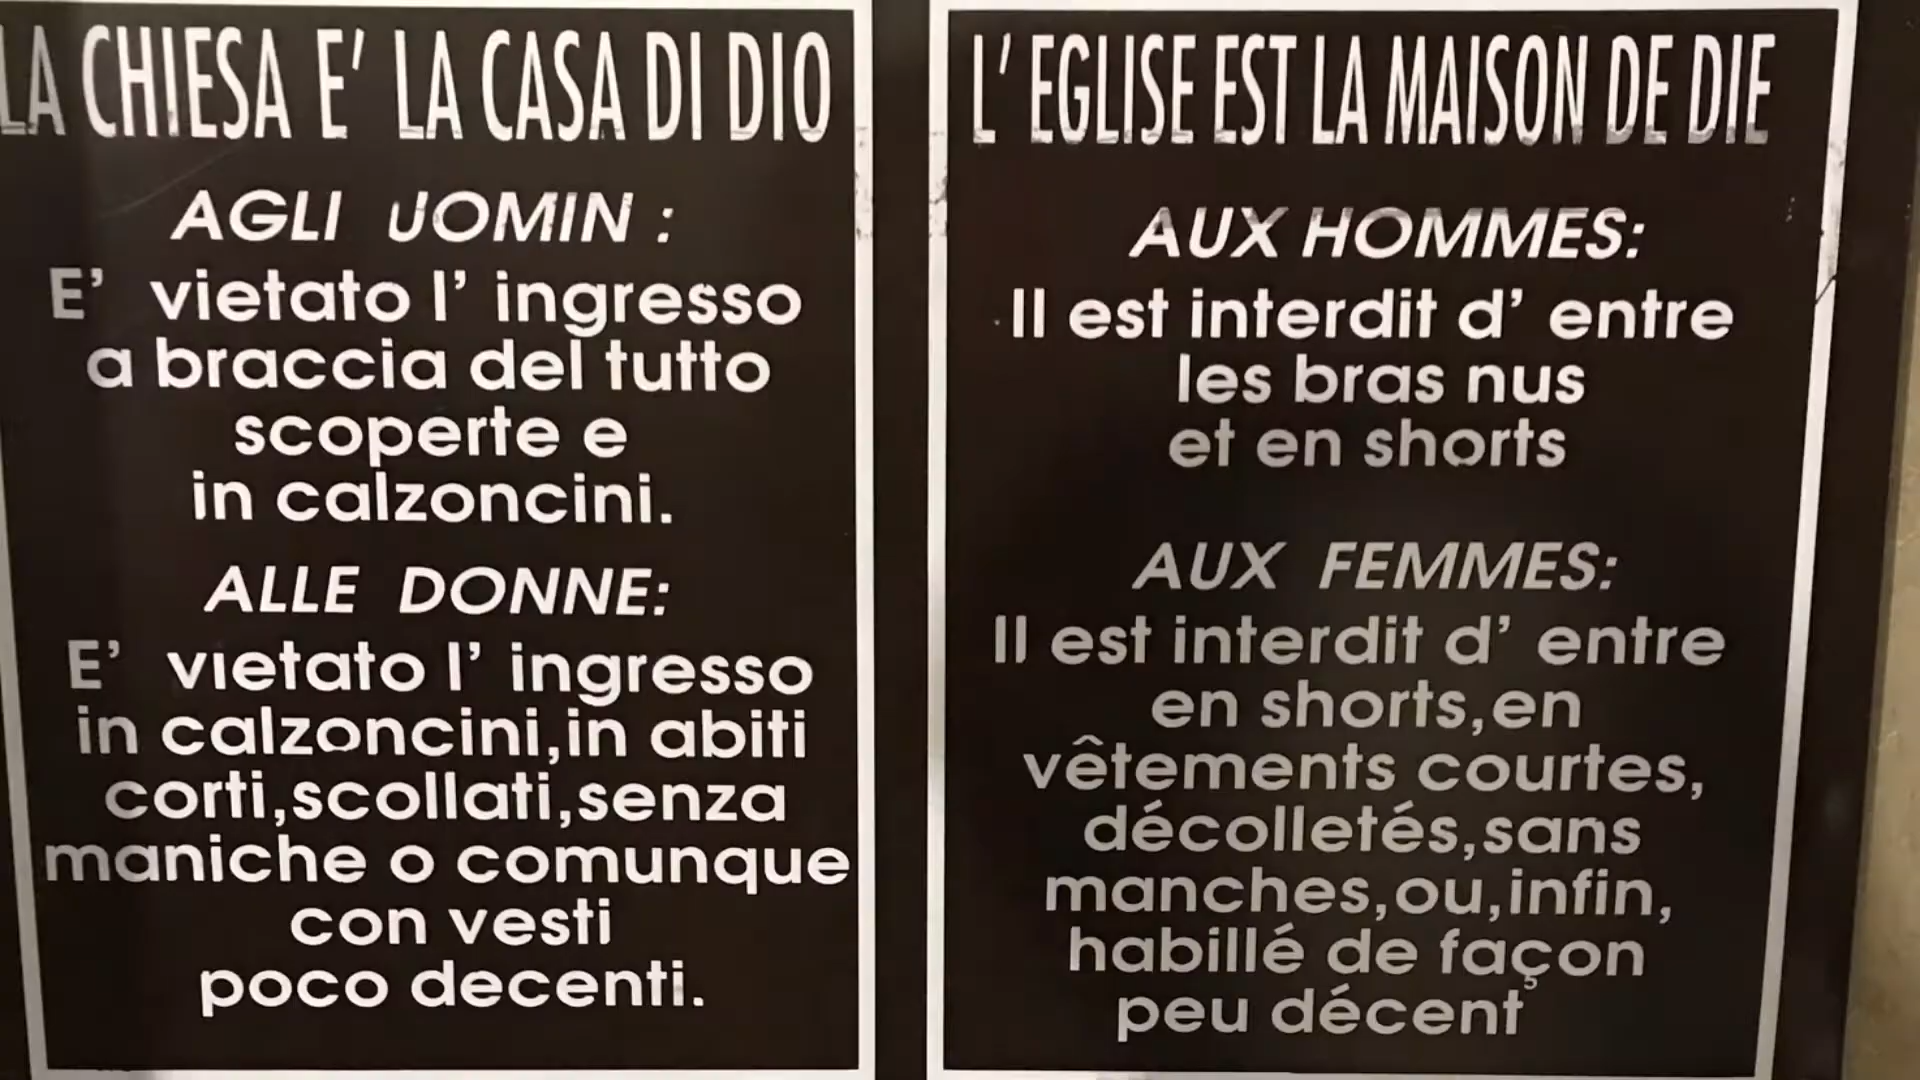 LA CHIESA E' LA CASA DI DIO
AGLI UOMIN :
E' vietato l' ingresso
a braccia del tutto
scoperte e
in calzoncini.
ALLE DONNE:
E' vietato l' ingresso
in calzoncini,in abiti
corti,scollati,senza
maniche o comunque
con vesti
poco decenti.
L' EGLISE EST LA MAISON DE DIE
AUX HOMMES:
Il est interdit d' entre
les bras nus
et en shorts
AUX FEMMES:
Il est interdit d' entre
en shorts,en
vêtements courtes,
décolletés,sans
manches,ou,infin,
habillé de façon
peu décent